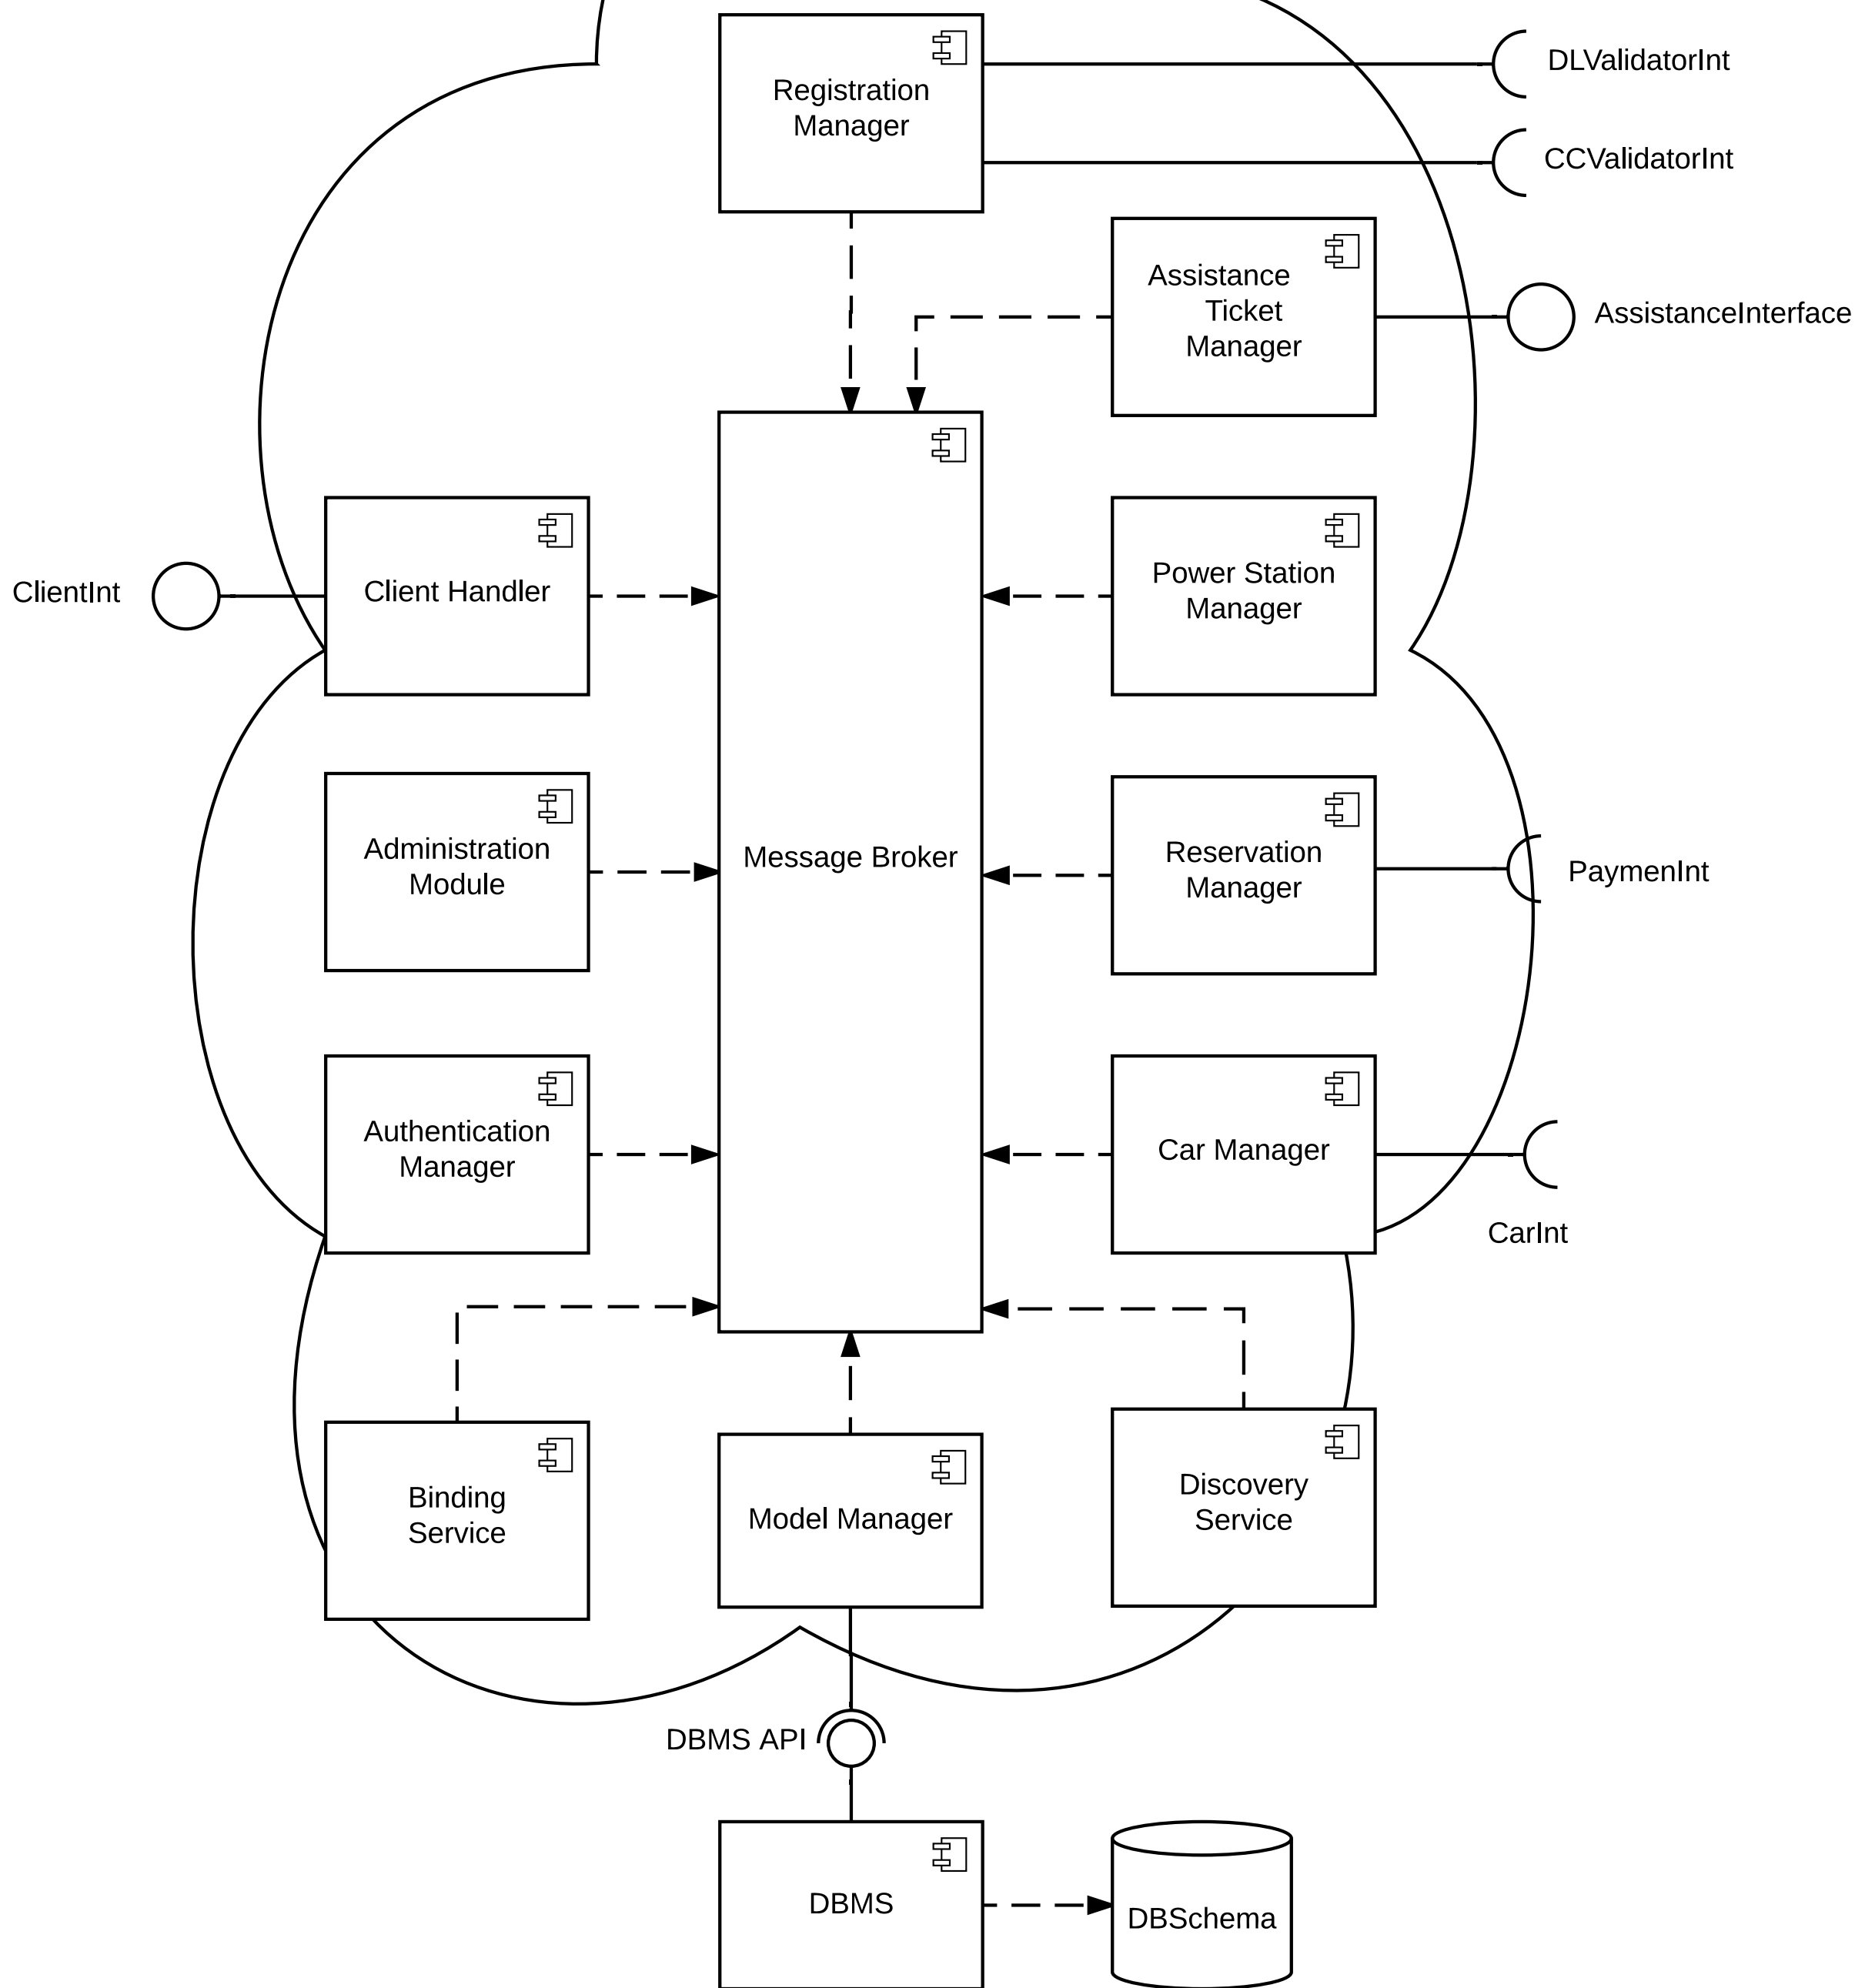 DLValidatorInt
Registration
Manager
CCValidatorInt
Assistance
Ticket
Manager
AssistanceInterface
ClientInt
Client Handler
Power Station
Manager
Administration
Module
Message Broker
Reservation
Manager
PaymenInt
Authentication
Manager
Car Manager
CarInt
Binding
Service
Model Manager
Discovery
Service
DBMS API
DBMS
DBSchema